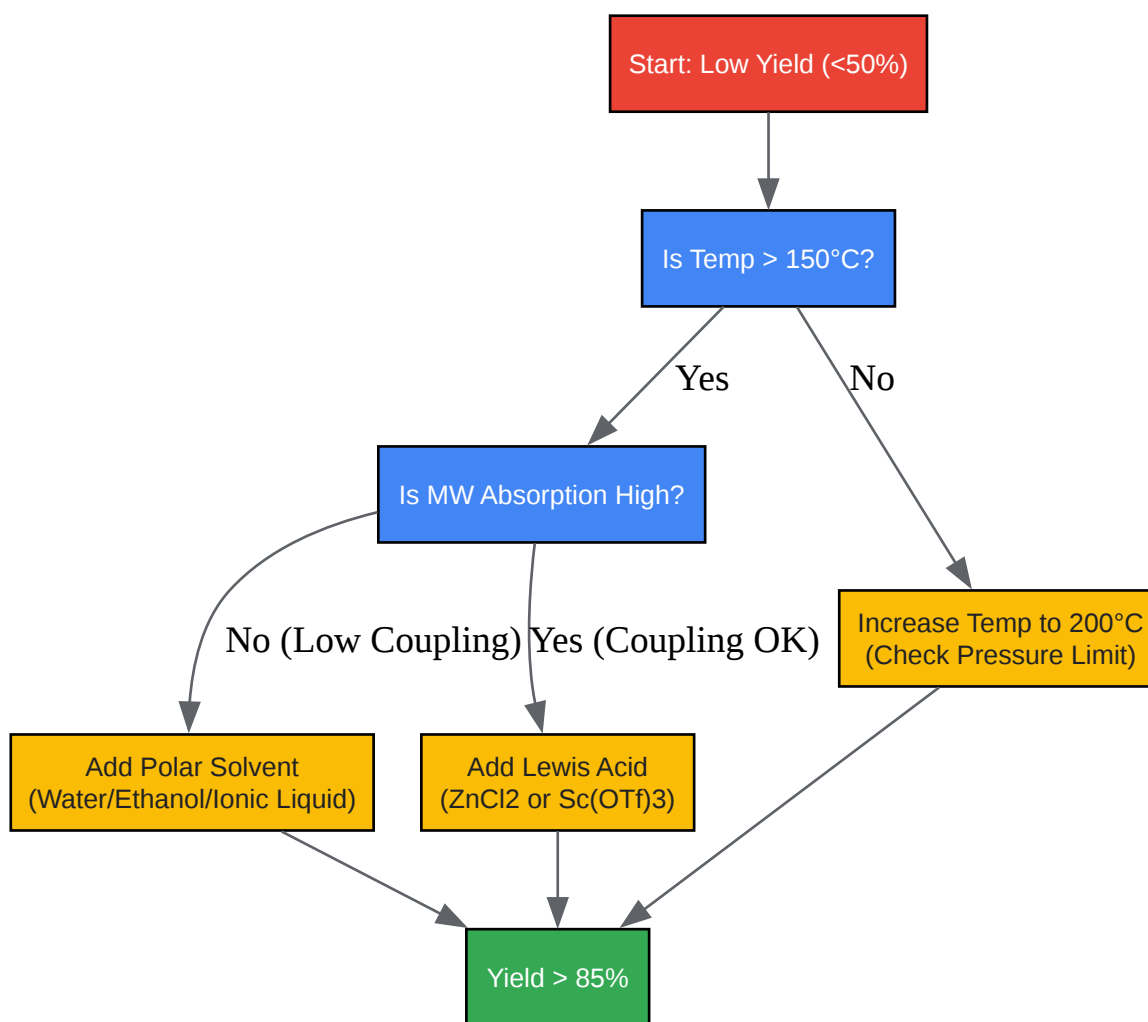 Start: Low Yield (<50%)
Is Temp > 150°C?
Yes
No
Is MW Absorption High?
No (Low Coupling)
Yes (Coupling OK)
Increase Temp to 200°C
(Check Pressure Limit)
Add Polar Solvent
(Water/Ethanol/Ionic Liquid)
Add Lewis Acid
(ZnCl2 or Sc(OTf)3)
Yield > 85%